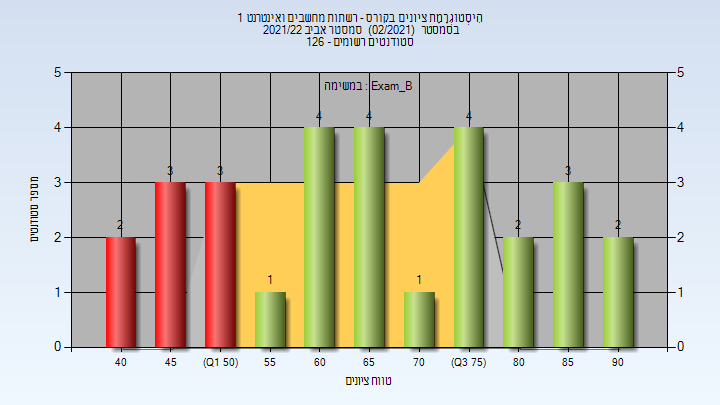 הִיסְטוֹגְרָמַת ציונים בקורס - רשתות מחשבים ואינטרנט 1
בסמסטר (02/2021) סמסטר אביב 2021/22
סטודנטים רשומים - 126
במשימה : Exam_B
5 5
4 4
3 3
2 2
1 1
0 0
מספר סטודנטים
2 3 3 1 4 4 1 4 2 3 2
40 45 (Q1 50) 55 60 65 70 (Q3 75) 80 85 90
טווח ציונים